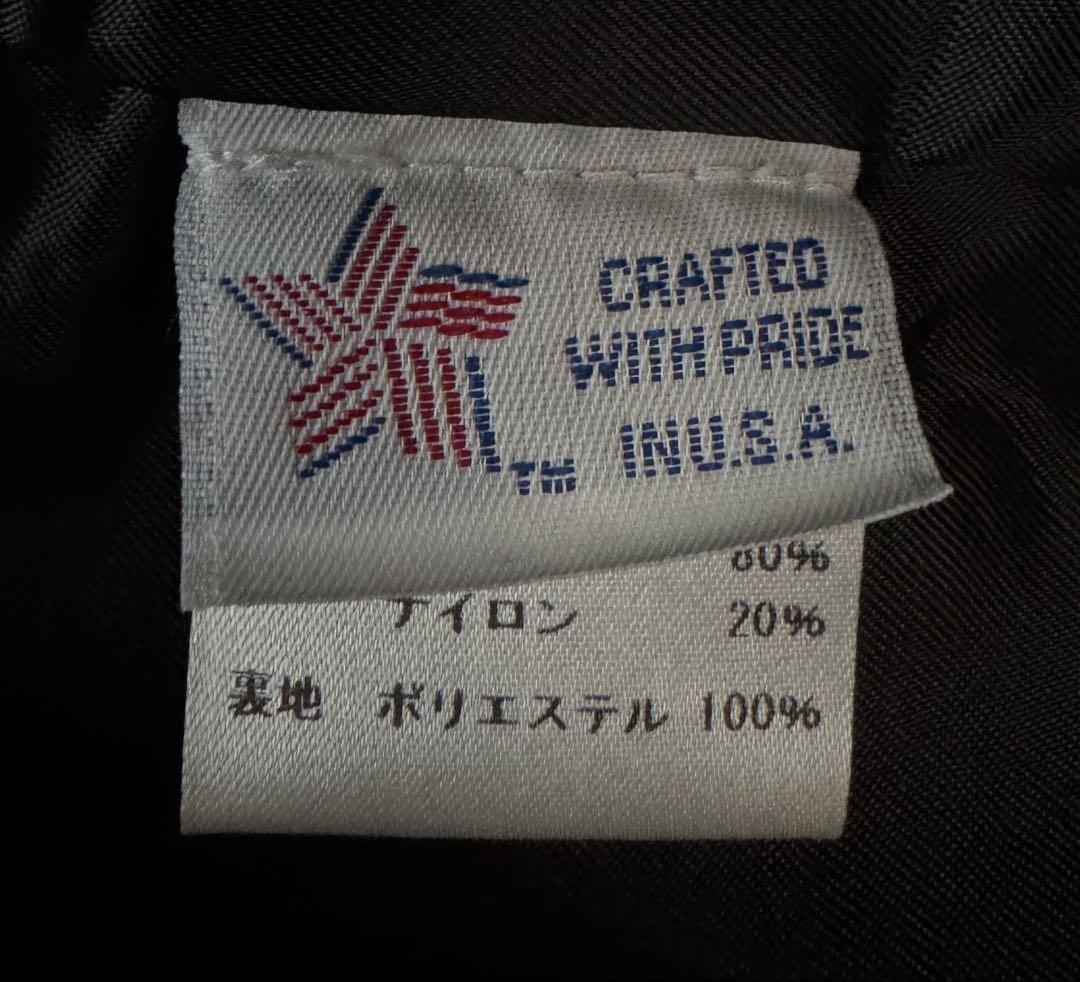 CRAFTED
WITH PRIDE
IN U.S.A.
TM
80%
ナイロン 20%
裏地 ポリエステル 100%